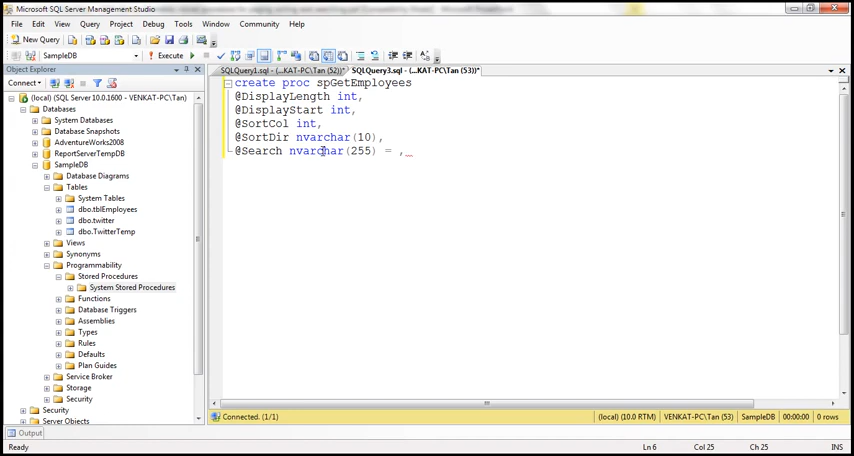 Microsoft SQL Server Management Studio
File Edit View Query Project Debug Tools Window Community Help
New Query
SampleDB Execute
Object Explorer
Connect
(local) (SQL Server 10.0.1600 - VENKAT-PC\Tan)
Databases
System Databases
Database Snapshots
AdventureWorks2008
ReportServerTempDB
SampleDB
Database Diagrams
Tables
System Tables
dbo.tblEmployees
dbo.twitter
dbo.TwitterTemp
Views
Synonyms
Programmability
Stored Procedures
System Stored Procedures
Functions
Database Triggers
Assemblies
Types
Rules
Defaults
Plan Guides
Service Broker
Storage
Security
Security
Server Objects
Output
SQLQuery1.sql - (...KAT-PC\Tan (52))* SQLQuery3.sql - (...KAT-PC\Tan (53))*
create proc spGetEmployees
@DisplayLength int,
@DisplayStart int,
@SortCol int,
@SortDir nvarchar(10),
@Search nvarchar(255) = ,
Connected. (1/1) (local) (10.0 RTM) VENKAT-PC\Tan (53) SampleDB 00:00:00 0 rows
Ready Ln 6 Col 25 Ch 25 INS